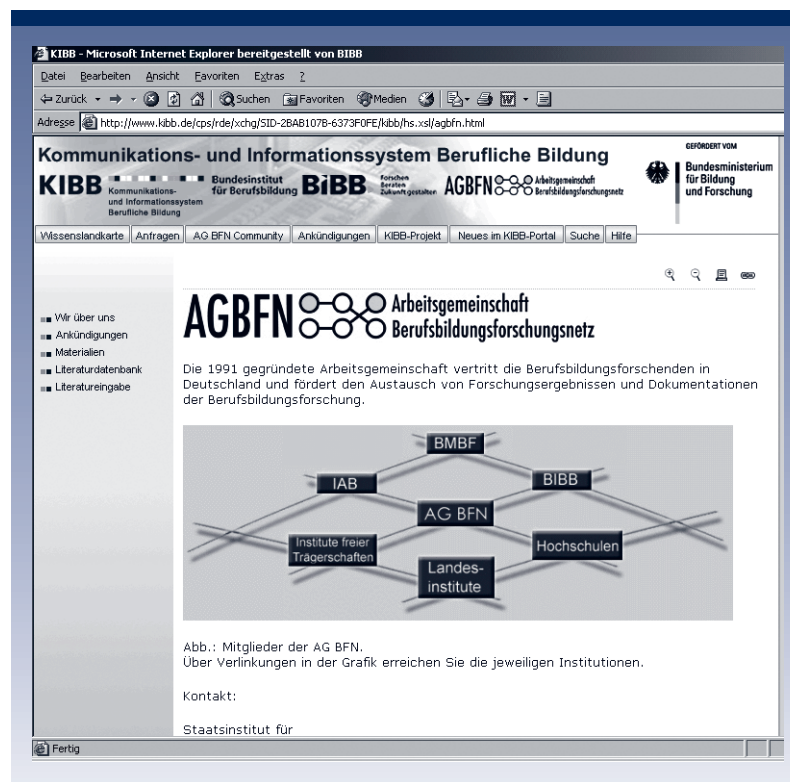 KIBB - Microsoft Internet Explorer bereitgestellt von BIBB
Datei Bearbeiten Ansicht Favoriten Extras ?
Zurück Suchen Favoriten Medien
Adresse http://www.kibb.de/cps/rde/xchg/SID-2BAB107B-6373F0FE/kibb/hs.xsl/agbfn.html
Kommunikations- und Informationssystem Berufliche Bildung
GEFÖRDERT VOM
Bundesministerium
für Bildung
und Forschung
KIBB
Kommunikations-
und Informationssystem
Berufliche Bildung
Bundesinstitut
für Berufsbildung
BiBB
Forschen
Beraten
Zukunft gestalten
AGBFN
Arbeitsgemeinschaft
Berufsbildungsforschungsnetz
Wissenslandkarte Anfragen AG BFN Community Ankündigungen KIBB-Projekt Neues im KIBB-Portal Suche Hilfe
Wir über uns
Ankündigungen
Materialien
Literaturdatenbank
Literatureingabe
AGBFN
Arbeitsgemeinschaft
Berufsbildungsforschungsnetz
Die 1991 gegründete Arbeitsgemeinschaft vertritt die Berufsbildungsforschenden in
Deutschland und fördert den Austausch von Forschungsergebnissen und Dokumentationen
der Berufsbildungsforschung.
BMBF
IAB
BIBB
AG BFN
Institute freier
Trägerschaften
Hochschulen
Landes-
institute
Abb.: Mitglieder der AG BFN.
Über Verlinkungen in der Grafik erreichen Sie die jeweiligen Institutionen.
Kontakt:
Staatsinstitut für
Fertig